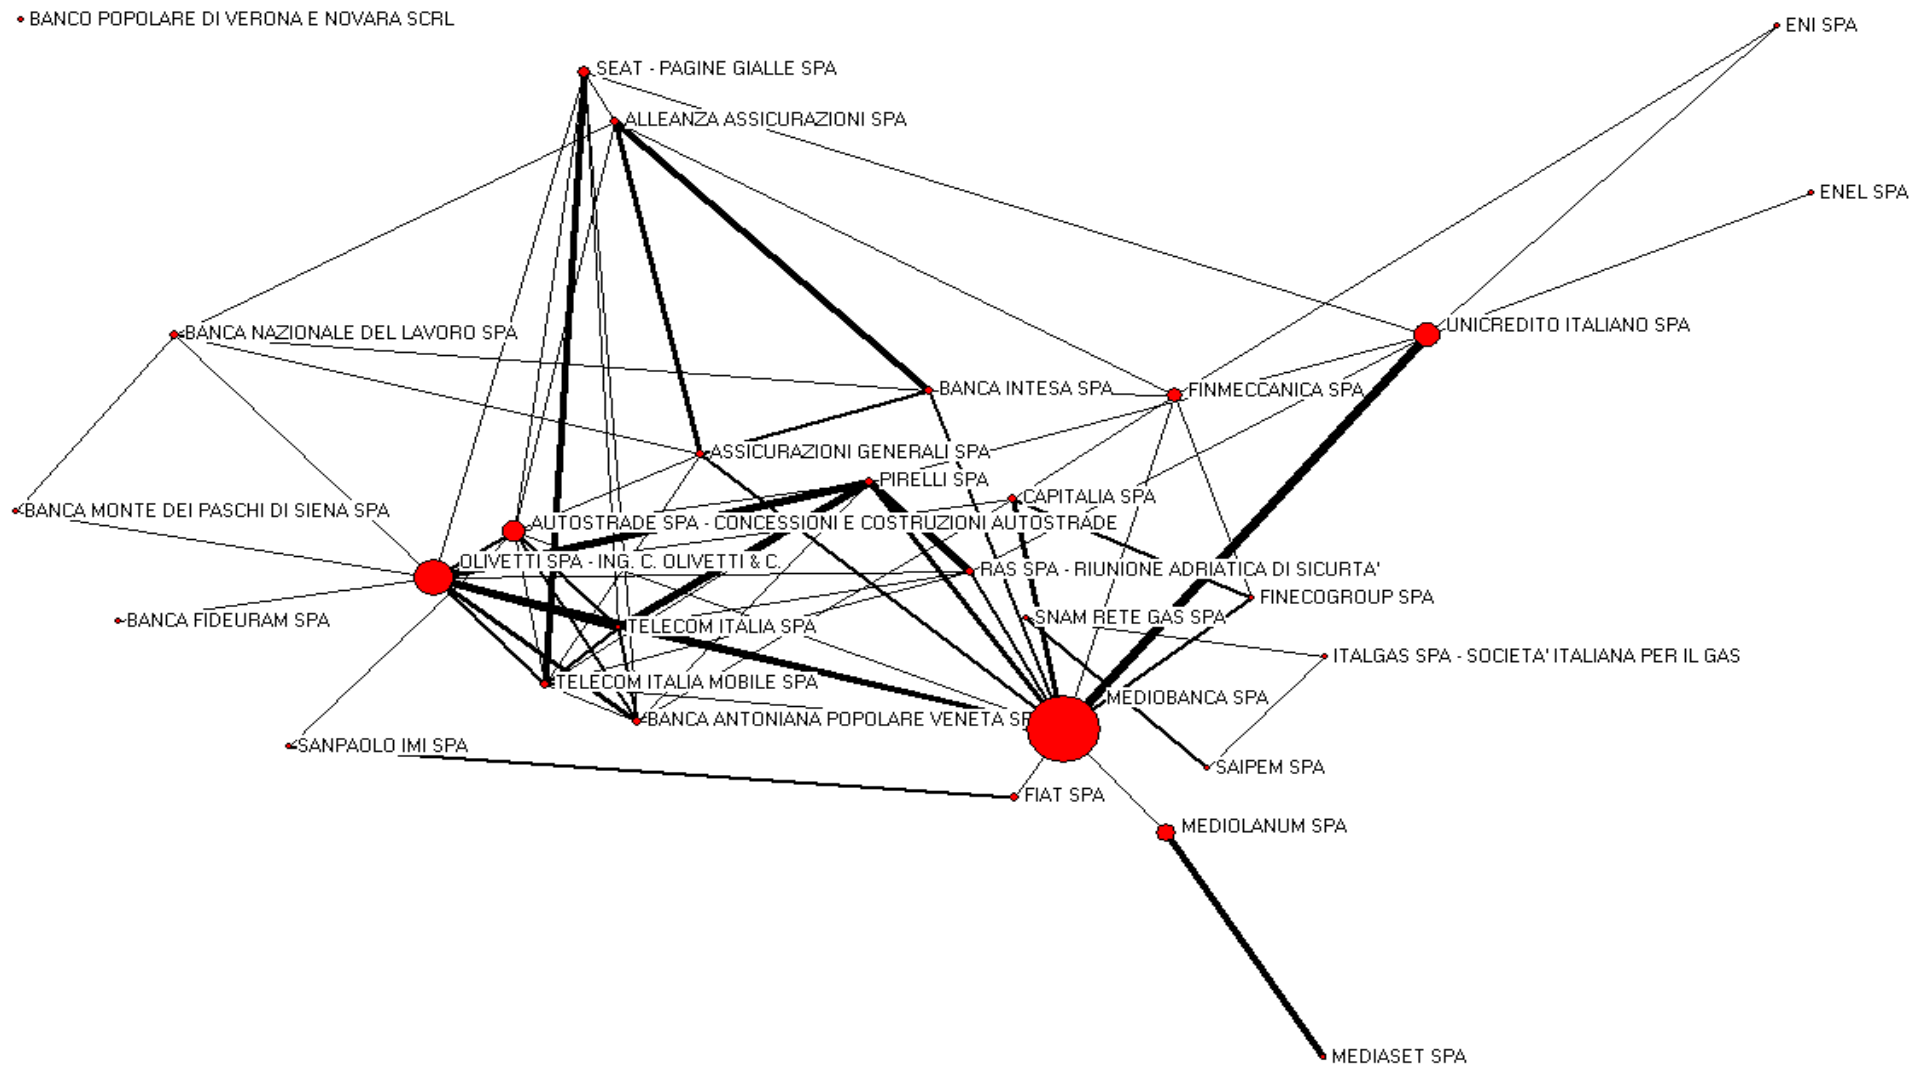 BANCO POPOLARE DI VERONA E NOVARA SCRL
ENI SPA
SEAT - PAGINE GIALLE SPA
ALLEANZA ASSICURAZIONI SPA
ENEL SPA
UNICREDITO ITALIANO SPA
BANCA NAZIONALE DEL LAVORO SPA
BANCA INTESA SPA
FINMECCANICA SPA
ASSICURAZIONI GENERALI SPA
PIRELLI SPA
CAPITALIA SPA
BANCA MONTE DEI PASCHI DI SIENA SPA
AUTOSTRADE SPA - CONCESSIONI E COSTRUZIONI AUTOSTRADE
OLIVETTI SPA - ING. C. OLIVETTI & C.
RAS SPA - RIUNIONE ADRIATICA DI SICURTA'
FINECOGROUP SPA
SNAM RETE GAS SPA
BANCA FIDEURAM SPA
TELECOM ITALIA SPA
ITALGAS SPA - SOCIETA' ITALIANA PER IL GAS
TELECOM ITALIA MOBILE SPA
MEDIOBANCA SPA
BANCA ANTONIANA POPOLARE VENETA SP
SANPAOLO IMI SPA
SAIPEM SPA
FIAT SPA
MEDIOLANUM SPA
MEDIASET SPA